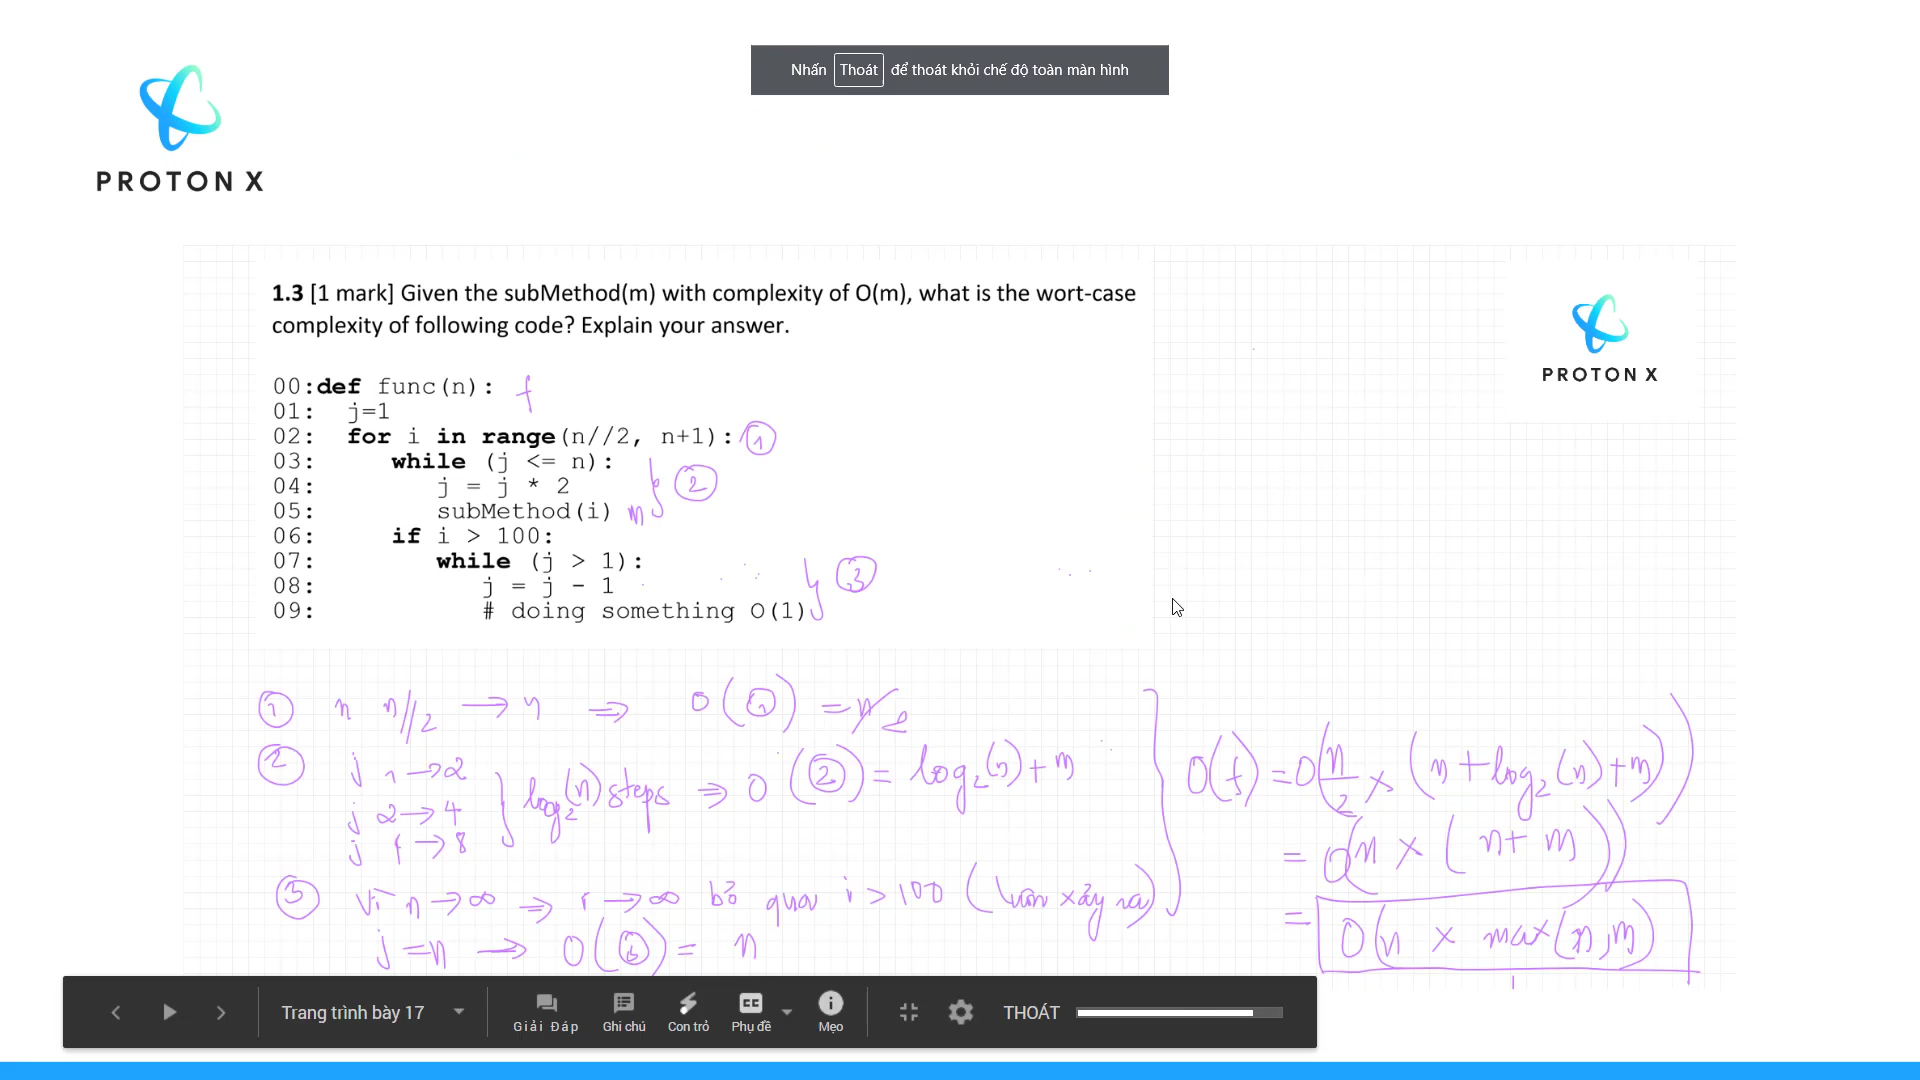 Nhấn Thoát để thoát khỏi chế độ toàn màn hình
PROTON X
1.3 [1 mark] Given the subMethod(m) with complexity of O(m), what is the wort-case
complexity of following code? Explain your answer.
PROTON X
00:def func(n): f
01: j=1
02: for i in range(n//2, n+1): 1
03: while (j <= n):
04: j = j * 2 2
05: subMethod(i) m
06: if i > 100:
07: while (j > 1):
08: j = j - 1 3
09: # doing something O(1)
1 n n//2 → n ⇒ O(1) = n/2
2 j 1 → 2
j 2 → 4
j 4 → 8
log₂(n) steps ⇒ O(2) = log₂(n) + m
3 vì n → ∞ ⇒ i → ∞ bỏ qua i > 100 (luôn xảy ra)
j = n → O(3) = n
O(f) = O(n/2 × (n + log₂(n) + m))
= O(n × (n + m))
= O(n × max(n, m)
Trang trình bày 17
Giải Đáp
Ghi chú
Con trỏ
Phụ đề
Mẹo
THOÁT